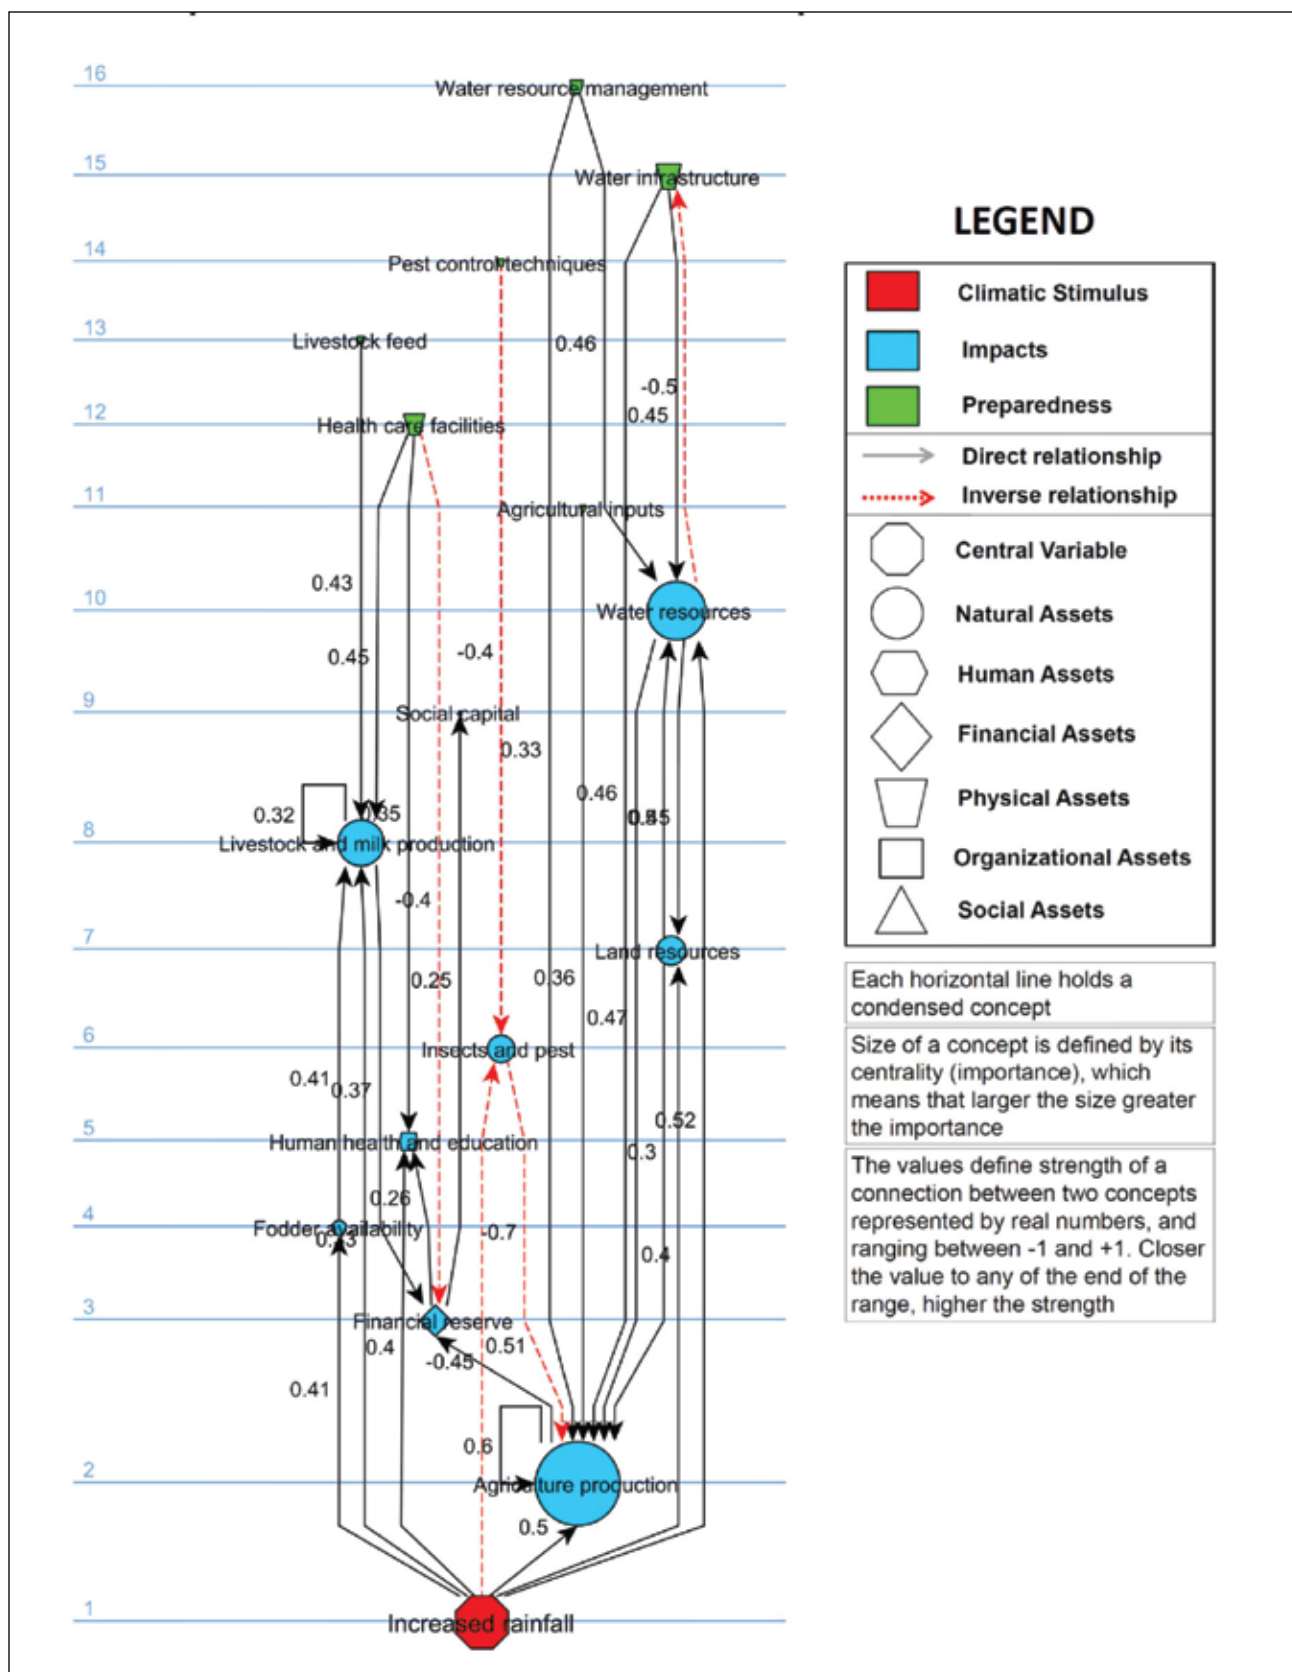 16
Water resource management
15
Water infrastructure
14
Pest control techniques
13
Livestock feed
0.46
-0.5
0.45
12
Health care facilities
11
Agricultural inputs
0.43
10
Water resources
0.45
-0.4
9
Social capital
0.33
0.46
0.32
0.35
0.45
8
Livestock and milk production
-0.4
7
Land resources
0.25
0.36
0.47
6
Insects and pest
0.41
0.37
0.52
5
Human health and education
0.3
0.26
4
Fodder availability
-0.7
0.4
3
Financial reserve
0.4
0.51
-0.45
0.41
0.6
2
Agriculture production
0.5
1
Increased rainfall
LEGEND
Climatic Stimulus
Impacts
Preparedness
Direct relationship
Inverse relationship
Central Variable
Natural Assets
Human Assets
Financial Assets
Physical Assets
Organizational Assets
Social Assets
Each horizontal line holds a
condensed concept
Size of a concept is defined by its
centrality (importance), which
means that larger the size greater
the importance
The values define strength of a
connection between two concepts
represented by real numbers, and
ranging between -1 and +1. Closer
the value to any of the end of the
range, higher the strength